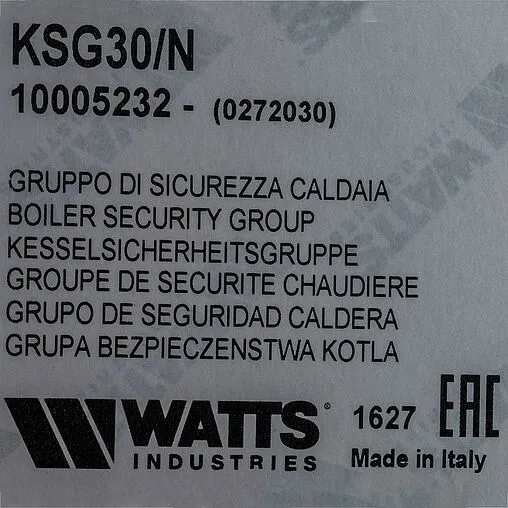 KSG30/N
10005232 - (0272030)
GRUPPO DI SICUREZZA CALDAIA
BOILER SECURITY GROUP
KESSELSICHERHEITSGRUPPE
GROUPE DE SECURITE CHAUDIERE
GRUPO DE SEGURIDAD CALDERA
GRUPA BEZPIECZENSTWA KOTLA
WATTS®
INDUSTRIES
1627 EAC
Made in Italy